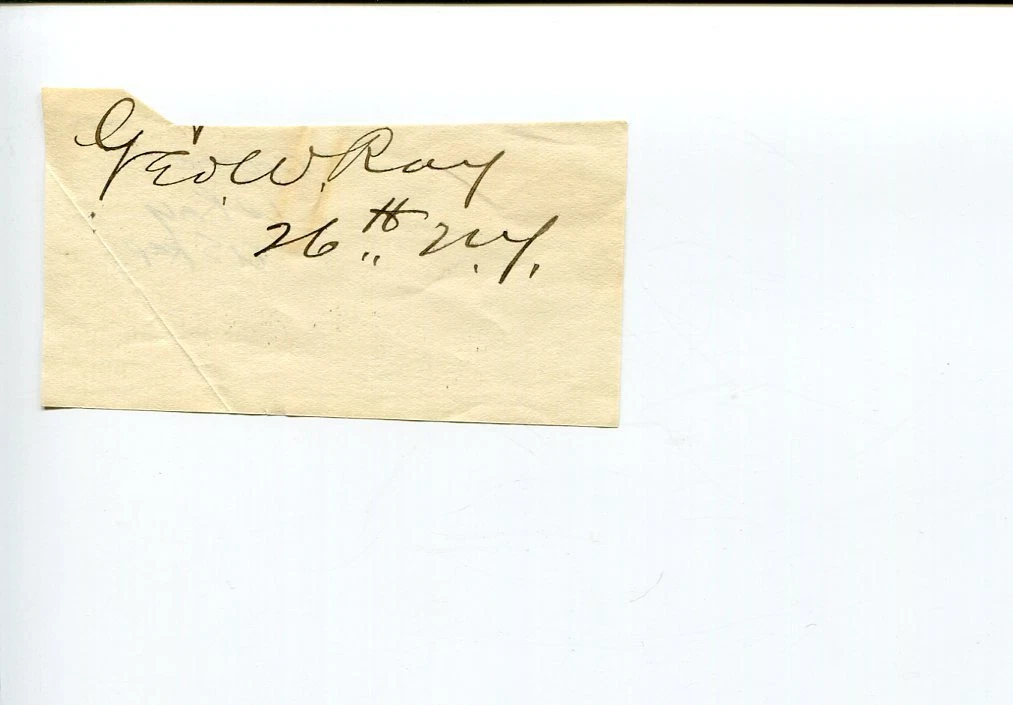 Geo W. Ray
26th N.Y.